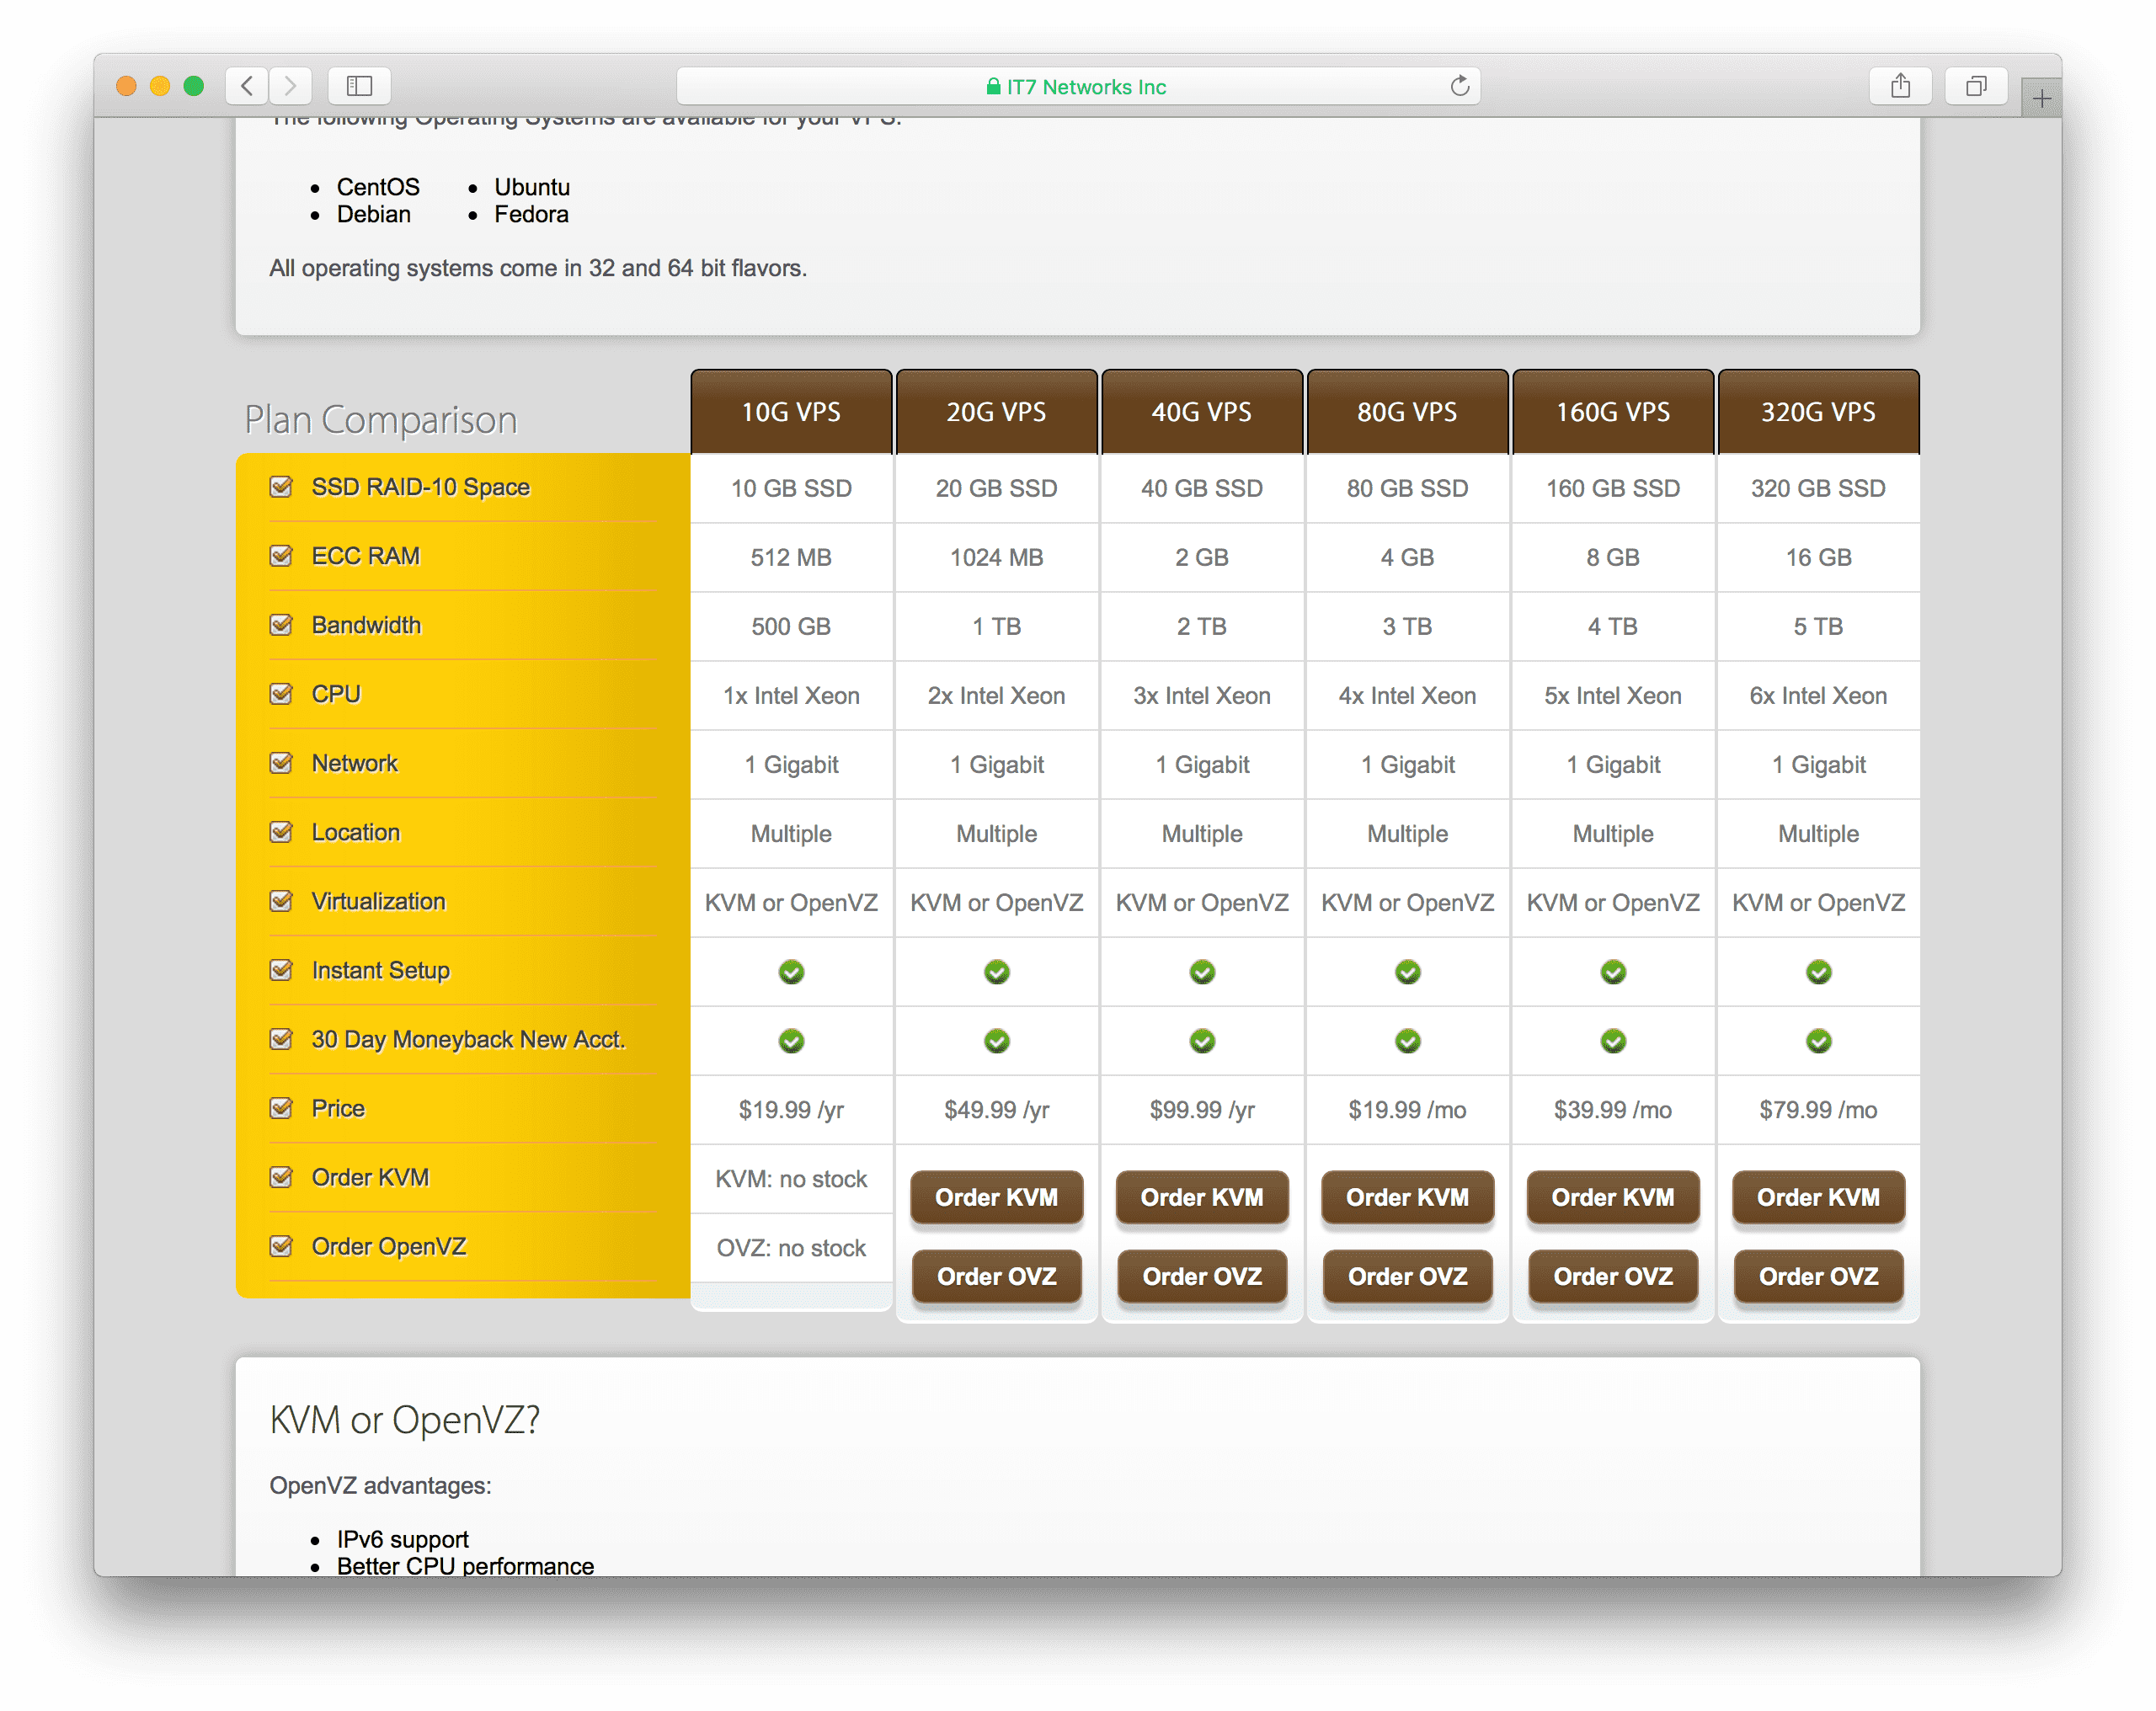 IT7 Networks Inc
The following Operating Systems are available for your VPS:
CentOS Ubuntu
Debian Fedora
All operating systems come in 32 and 64 bit flavors.
Plan Comparison 10G VPS 20G VPS 40G VPS 80G VPS 160G VPS 320G VPS
SSD RAID-10 Space 10 GB SSD 20 GB SSD 40 GB SSD 80 GB SSD 160 GB SSD 320 GB SSD
ECC RAM 512 MB 1024 MB 2 GB 4 GB 8 GB 16 GB
Bandwidth 500 GB 1 TB 2 TB 3 TB 4 TB 5 TB
CPU 1x Intel Xeon 2x Intel Xeon 3x Intel Xeon 4x Intel Xeon 5x Intel Xeon 6x Intel Xeon
Network 1 Gigabit 1 Gigabit 1 Gigabit 1 Gigabit 1 Gigabit 1 Gigabit
Location Multiple Multiple Multiple Multiple Multiple Multiple
Virtualization KVM or OpenVZ KVM or OpenVZ KVM or OpenVZ KVM or OpenVZ KVM or OpenVZ KVM or OpenVZ
Instant Setup
30 Day Moneyback New Acct.
Price $19.99 /yr $49.99 /yr $99.99 /yr $19.99 /mo $39.99 /mo $79.99 /mo
Order KVM KVM: no stock Order KVM Order KVM Order KVM Order KVM Order KVM
Order OpenVZ OVZ: no stock Order OVZ Order OVZ Order OVZ Order OVZ Order OVZ
KVM or OpenVZ?
OpenVZ advantages:
IPv6 support
Better CPU performance